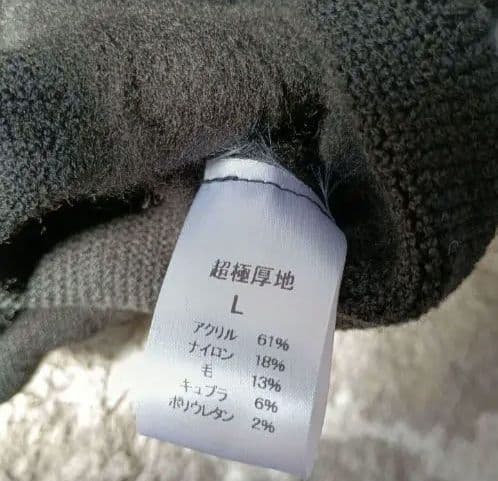 超極厚地
L
アクリル 61%
ナイロン 18%
毛 13%
キュプラ 6%
ポリウレタン 2%